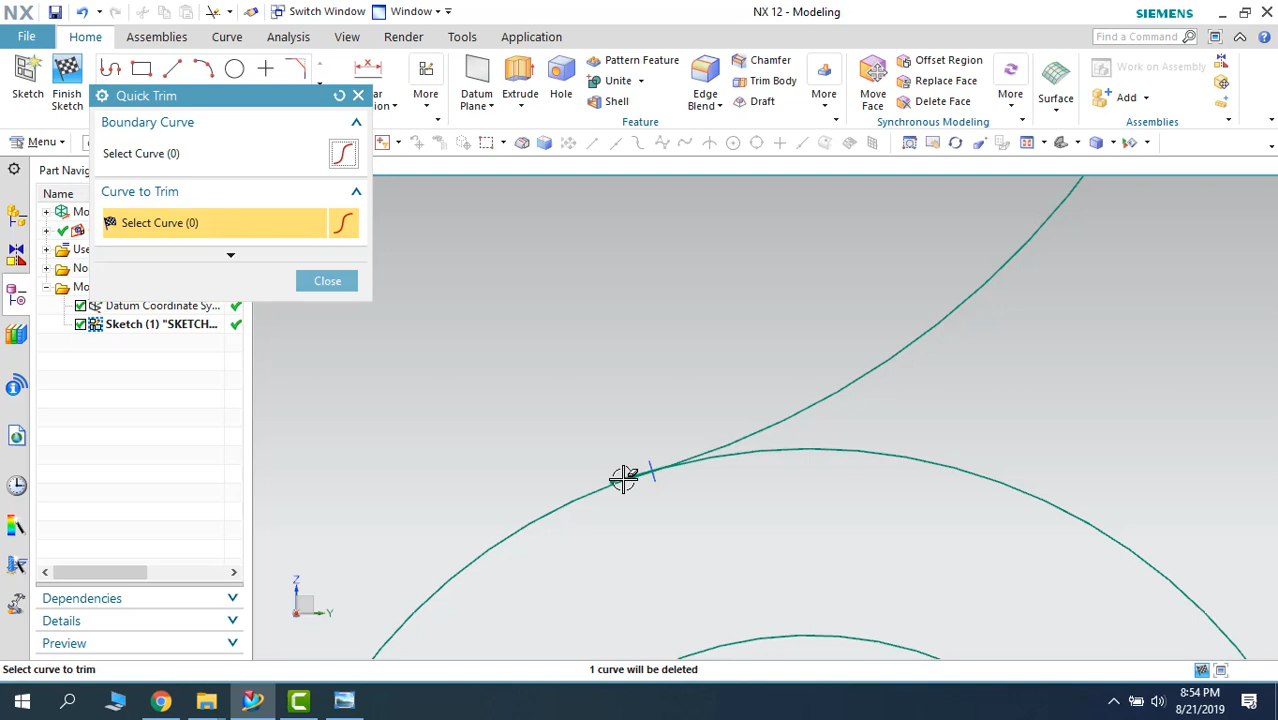 NX
Switch Window
Window
NX 12 - Modeling
SIEMENS
File
Home
Assemblies
Curve
Analysis
View
Render
Tools
Application
Find a Command
Sketch
Finish
Sketch
More
Datum
Plane
Extrude
Hole
Pattern Feature
Unite
Shell
Edge
Blend
Chamfer
Trim Body
Draft
More
Feature
Move
Face
Offset Region
Replace Face
Delete Face
More
Synchronous Modeling
Surface
Work on Assembly
Add
Assemblies
Menu
Quick Trim
Boundary Curve
Select Curve (0)
Curve to Trim
Select Curve (0)
Close
Part Navig
Name
Mo
Use
No
Mo
Datum Coordinate Sy...
Sketch (1) "SKETCH...
Dependencies
Details
Preview
Z
Y
Select curve to trim
1 curve will be deleted
8:54 PM
8/21/2019